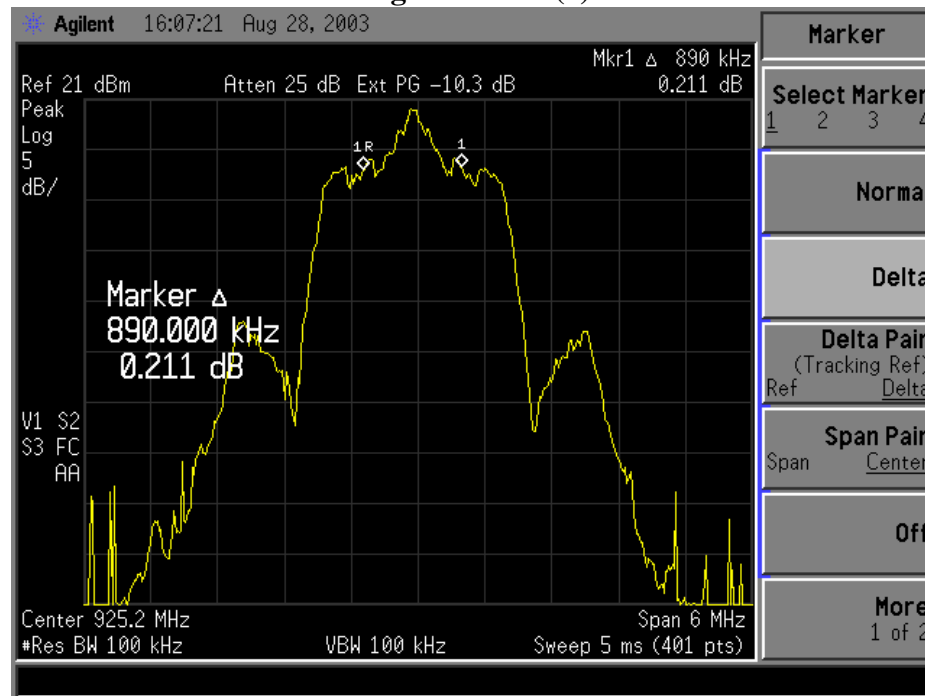 Agilent 16:07:21 Aug 28, 2003
Mkr1 Δ 890 kHz
Ref 21 dBm Atten 25 dB Ext PG −10.3 dB 0.211 dB
Peak
Log
5
dB/
1R
1
Marker Δ
890.000 kHz
0.211 dB
V1 S2
S3 FC
AA
Center 925.2 MHz Span 6 MHz
#Res BW 100 kHz VBW 100 kHz Sweep 5 ms (401 pts)
Marker
Select Marker
1 2 3 4
Norma
Delta
Delta Pair
(Tracking Ref)
Ref Delta
Span Pair
Span Center
Off
More
1 of 2